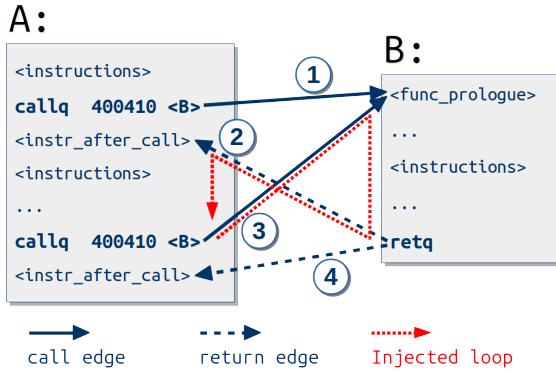 A:
<instructions>
callq 400410 <B>
<instr_after_call>
<instructions>
...
callq 400410 <B>
<instr_after_call>
B:
<func_prologue>
...
<instructions>
...
retq
1
2
3
4
call edge
return edge
Injected loop